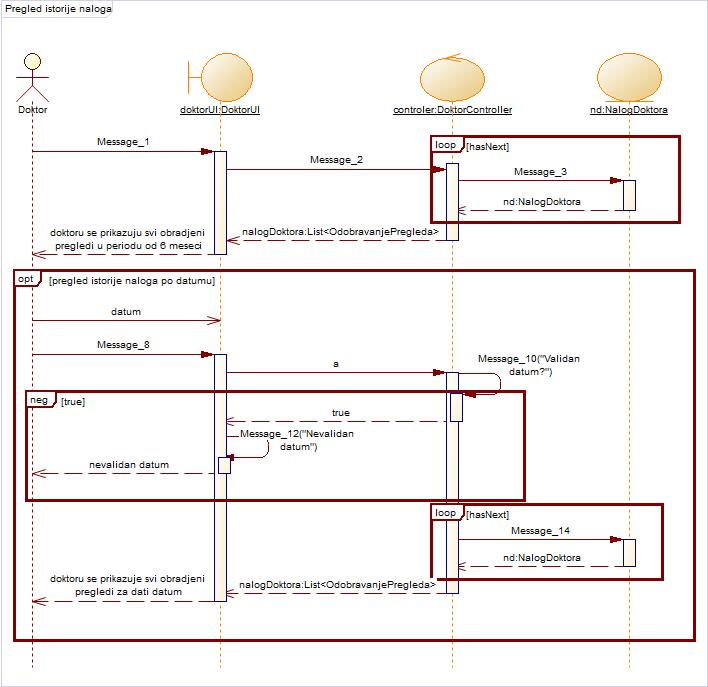 Pregled istorije naloga
Doktor
doktorUI:DoktorUI
controler:DoktorController
nd:NalogDoktora
loop
[hasNext]
Message_1
Message_2
Message_3
nd:NalogDoktora
nalogDoktora:List<OdobravanjePregleda>
doktoru se prikazuju svi obradjeni
pregledi u periodu od 6 meseci
opt
[pregled istorije naloga po datumu]
datum
Message_8
a
Message_10("Validan
datum?")
neg
[true]
true
Message_12("Nevalidan
datum")
nevalidan datum
loop
[hasNext]
Message_14
nd:NalogDoktora
nalogDoktora:List<OdobravanjePregleda>
doktoru se prikazuje svi obradjeni
pregledi za dati datum